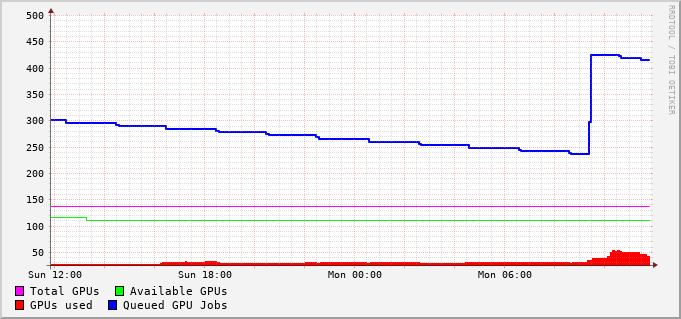 500
450
400
350
300
250
200
150
100
50
Sun 12:00 Sun 18:00 Mon 00:00 Mon 06:00
Total GPUs Available GPUs
GPUs used Queued GPU Jobs
RRDTOOL / TOBI OETIKER